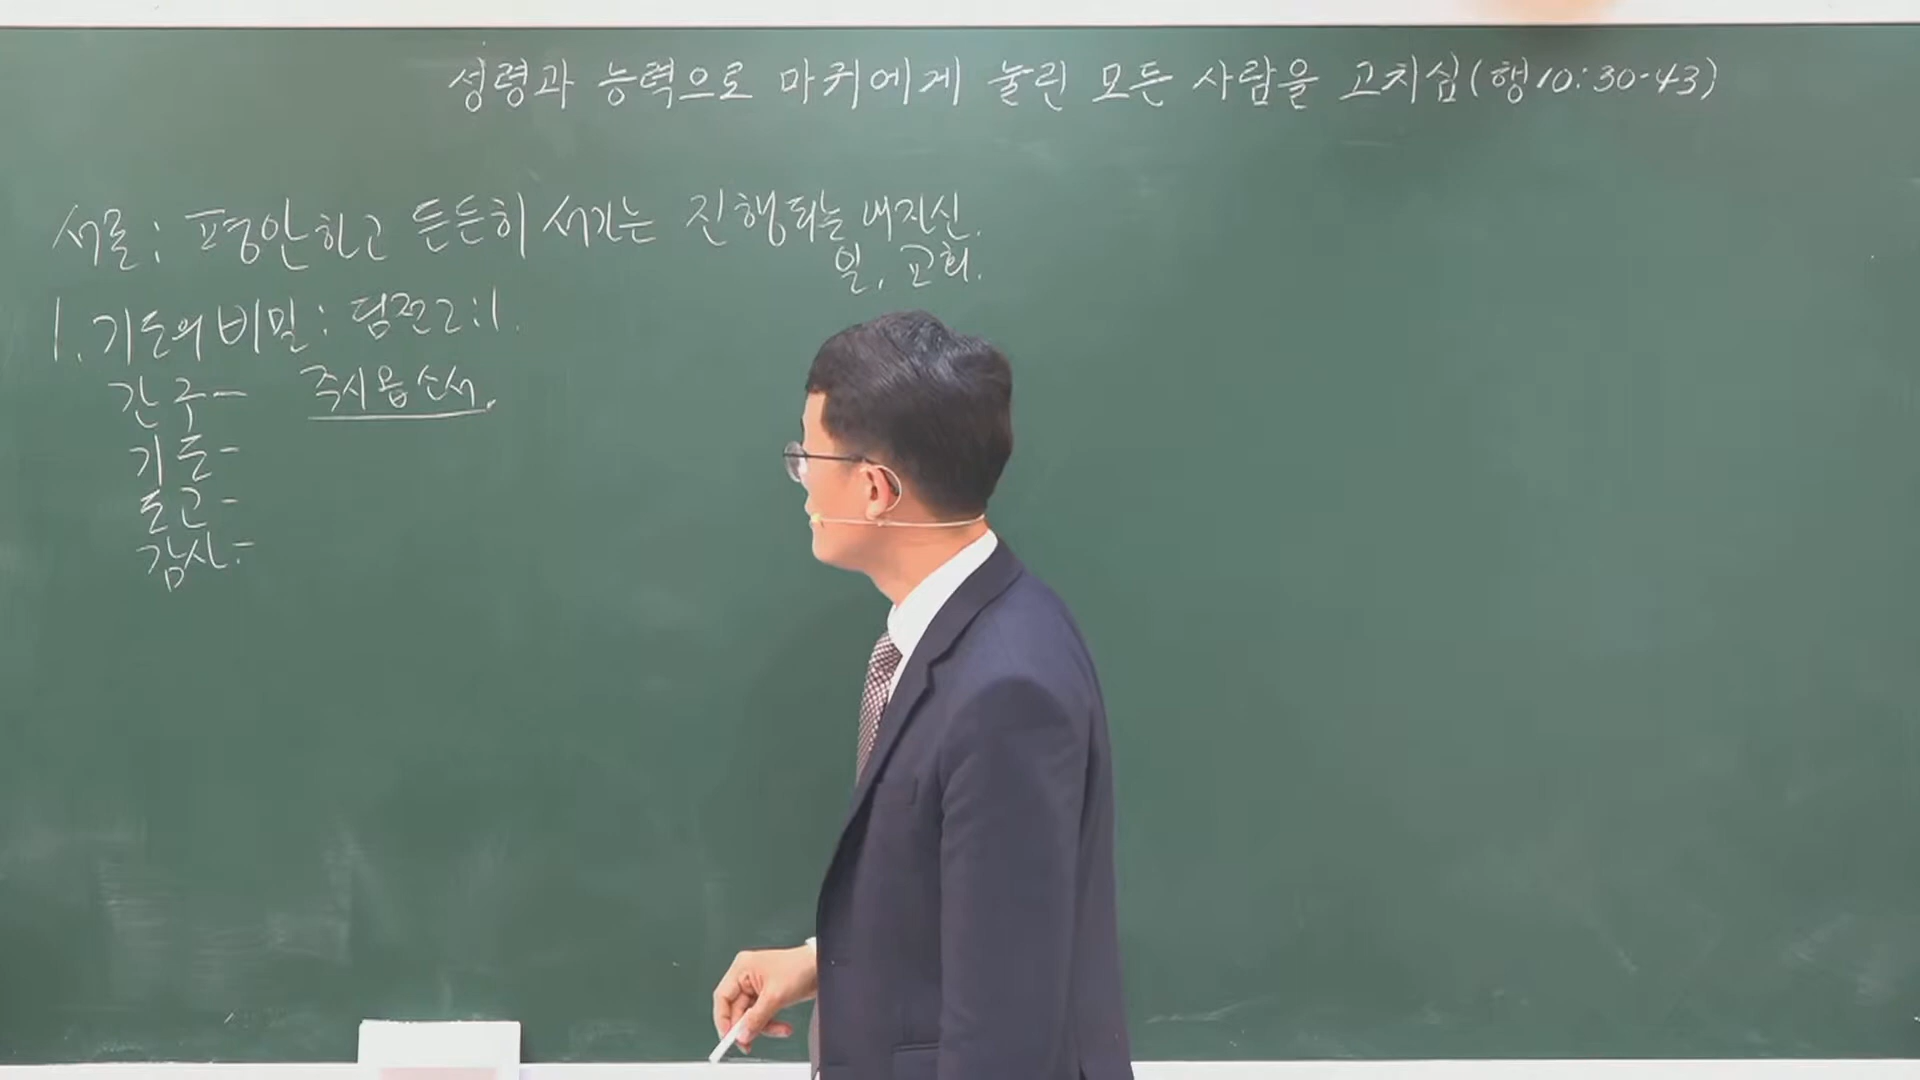 성령과 능력으로 마귀에게 눌린 모든 사람을 고치심(행10:30-43)
서론: 평안하고 든든히 서가는 진행되는 나자신.
일, 교회.
1. 기도의 비밀: 딤전2:1.
간구- 주시옵소서.
기도-
도고-
감사-